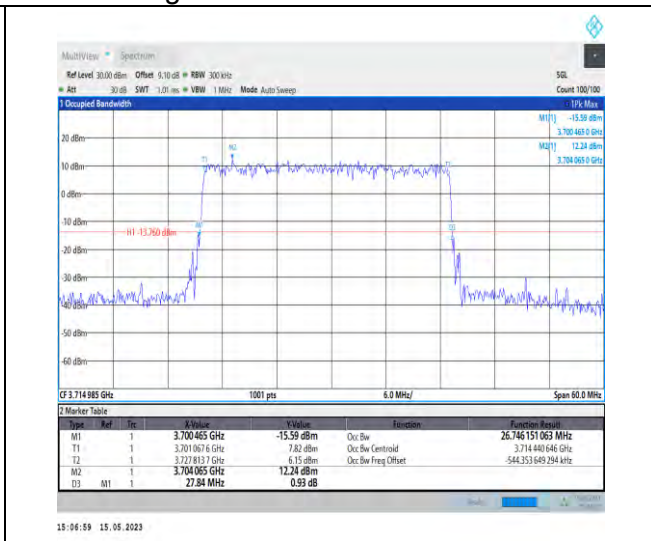 MultiView Spectrum
Ref Level 30.00 dBm Offset 9.10 dB RBW 300 kHz SGL
Att 30 dB SWT 1.01 ms VBW 1 MHz Mode Auto Sweep Count 100/100
1 Occupied Bandwidth 1Pk Max
M1[1] -15.59 dBm
3.700 465 0 GHz
M2[1] 12.24 dBm
3.704 065 0 GHz
20 dBm
M2
T1
10 dBm
0 dBm
-10 dBm
H1 -13.760 dBm
D3
-20 dBm
-30 dBm
-40 dBm
-50 dBm
-60 dBm
CF 3.714 985 GHz 1001 pts 6.0 MHz/ Span 60.0 MHz
2 Marker Table
Type Ref Trc X-Value Y-Value Function Function Result
M1 1 3.700 465 GHz -15.59 dBm Occ Bw 26.746 151 063 MHz
T1 1 3.701 067 6 GHz 7.82 dBm Occ Bw Centroid 3.714 440 646 GHz
T2 1 3.727 813 7 GHz 6.15 dBm Occ Bw Freq Offset -544.353 649 294 kHz
M2 1 3.704 065 GHz 12.24 dBm
D3 M1 1 27.84 MHz 0.93 dB
15:06:59 15.05.2023